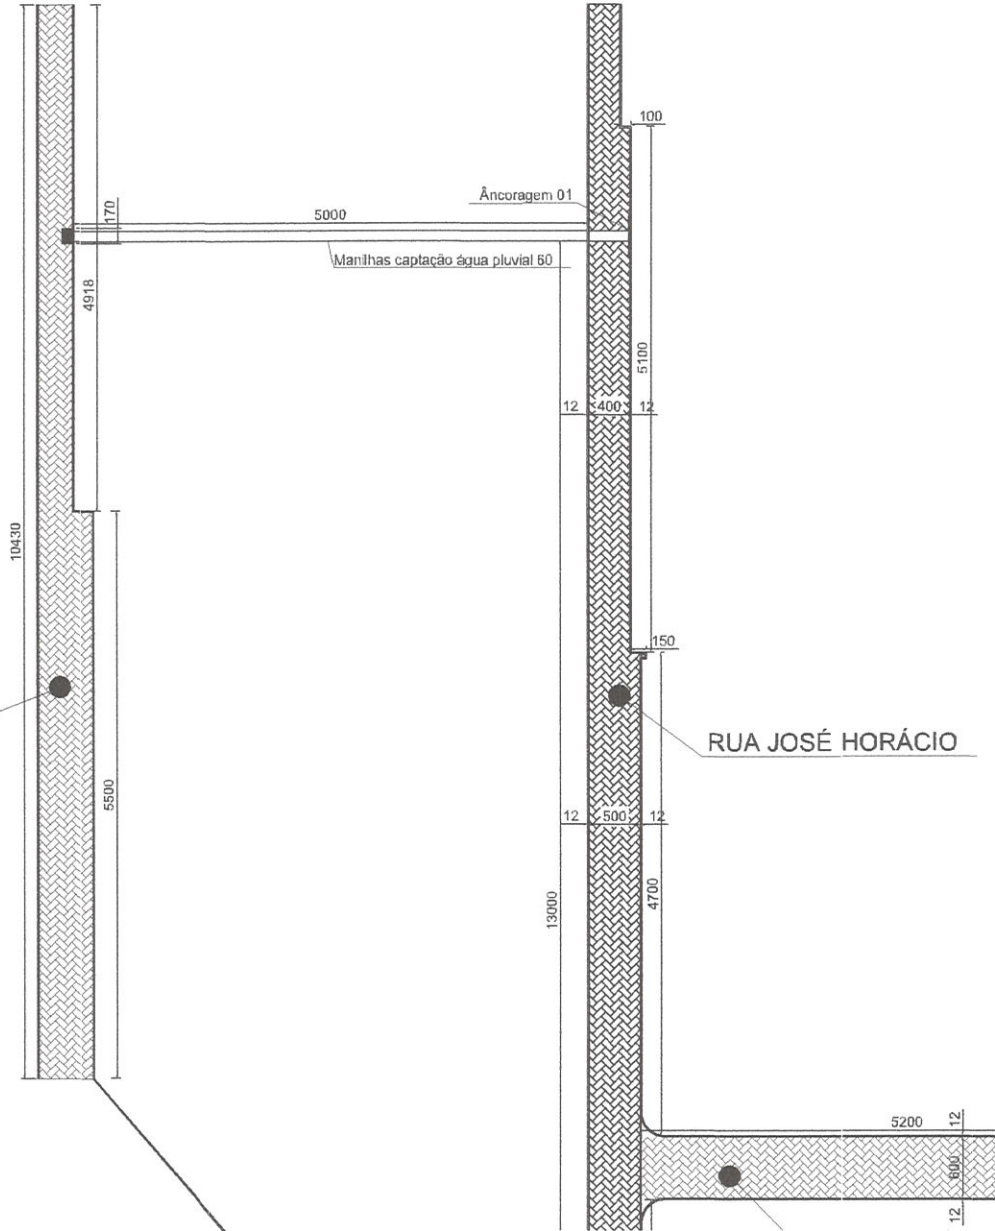 100
Âncoragem 01
170
5000
Manilhas captação água pluvial 60
4918
5100
12 400 12
10430
150
RUA JOSÉ HORÁCIO
5500
12 500 12
4700
13000
5200
12
600
12